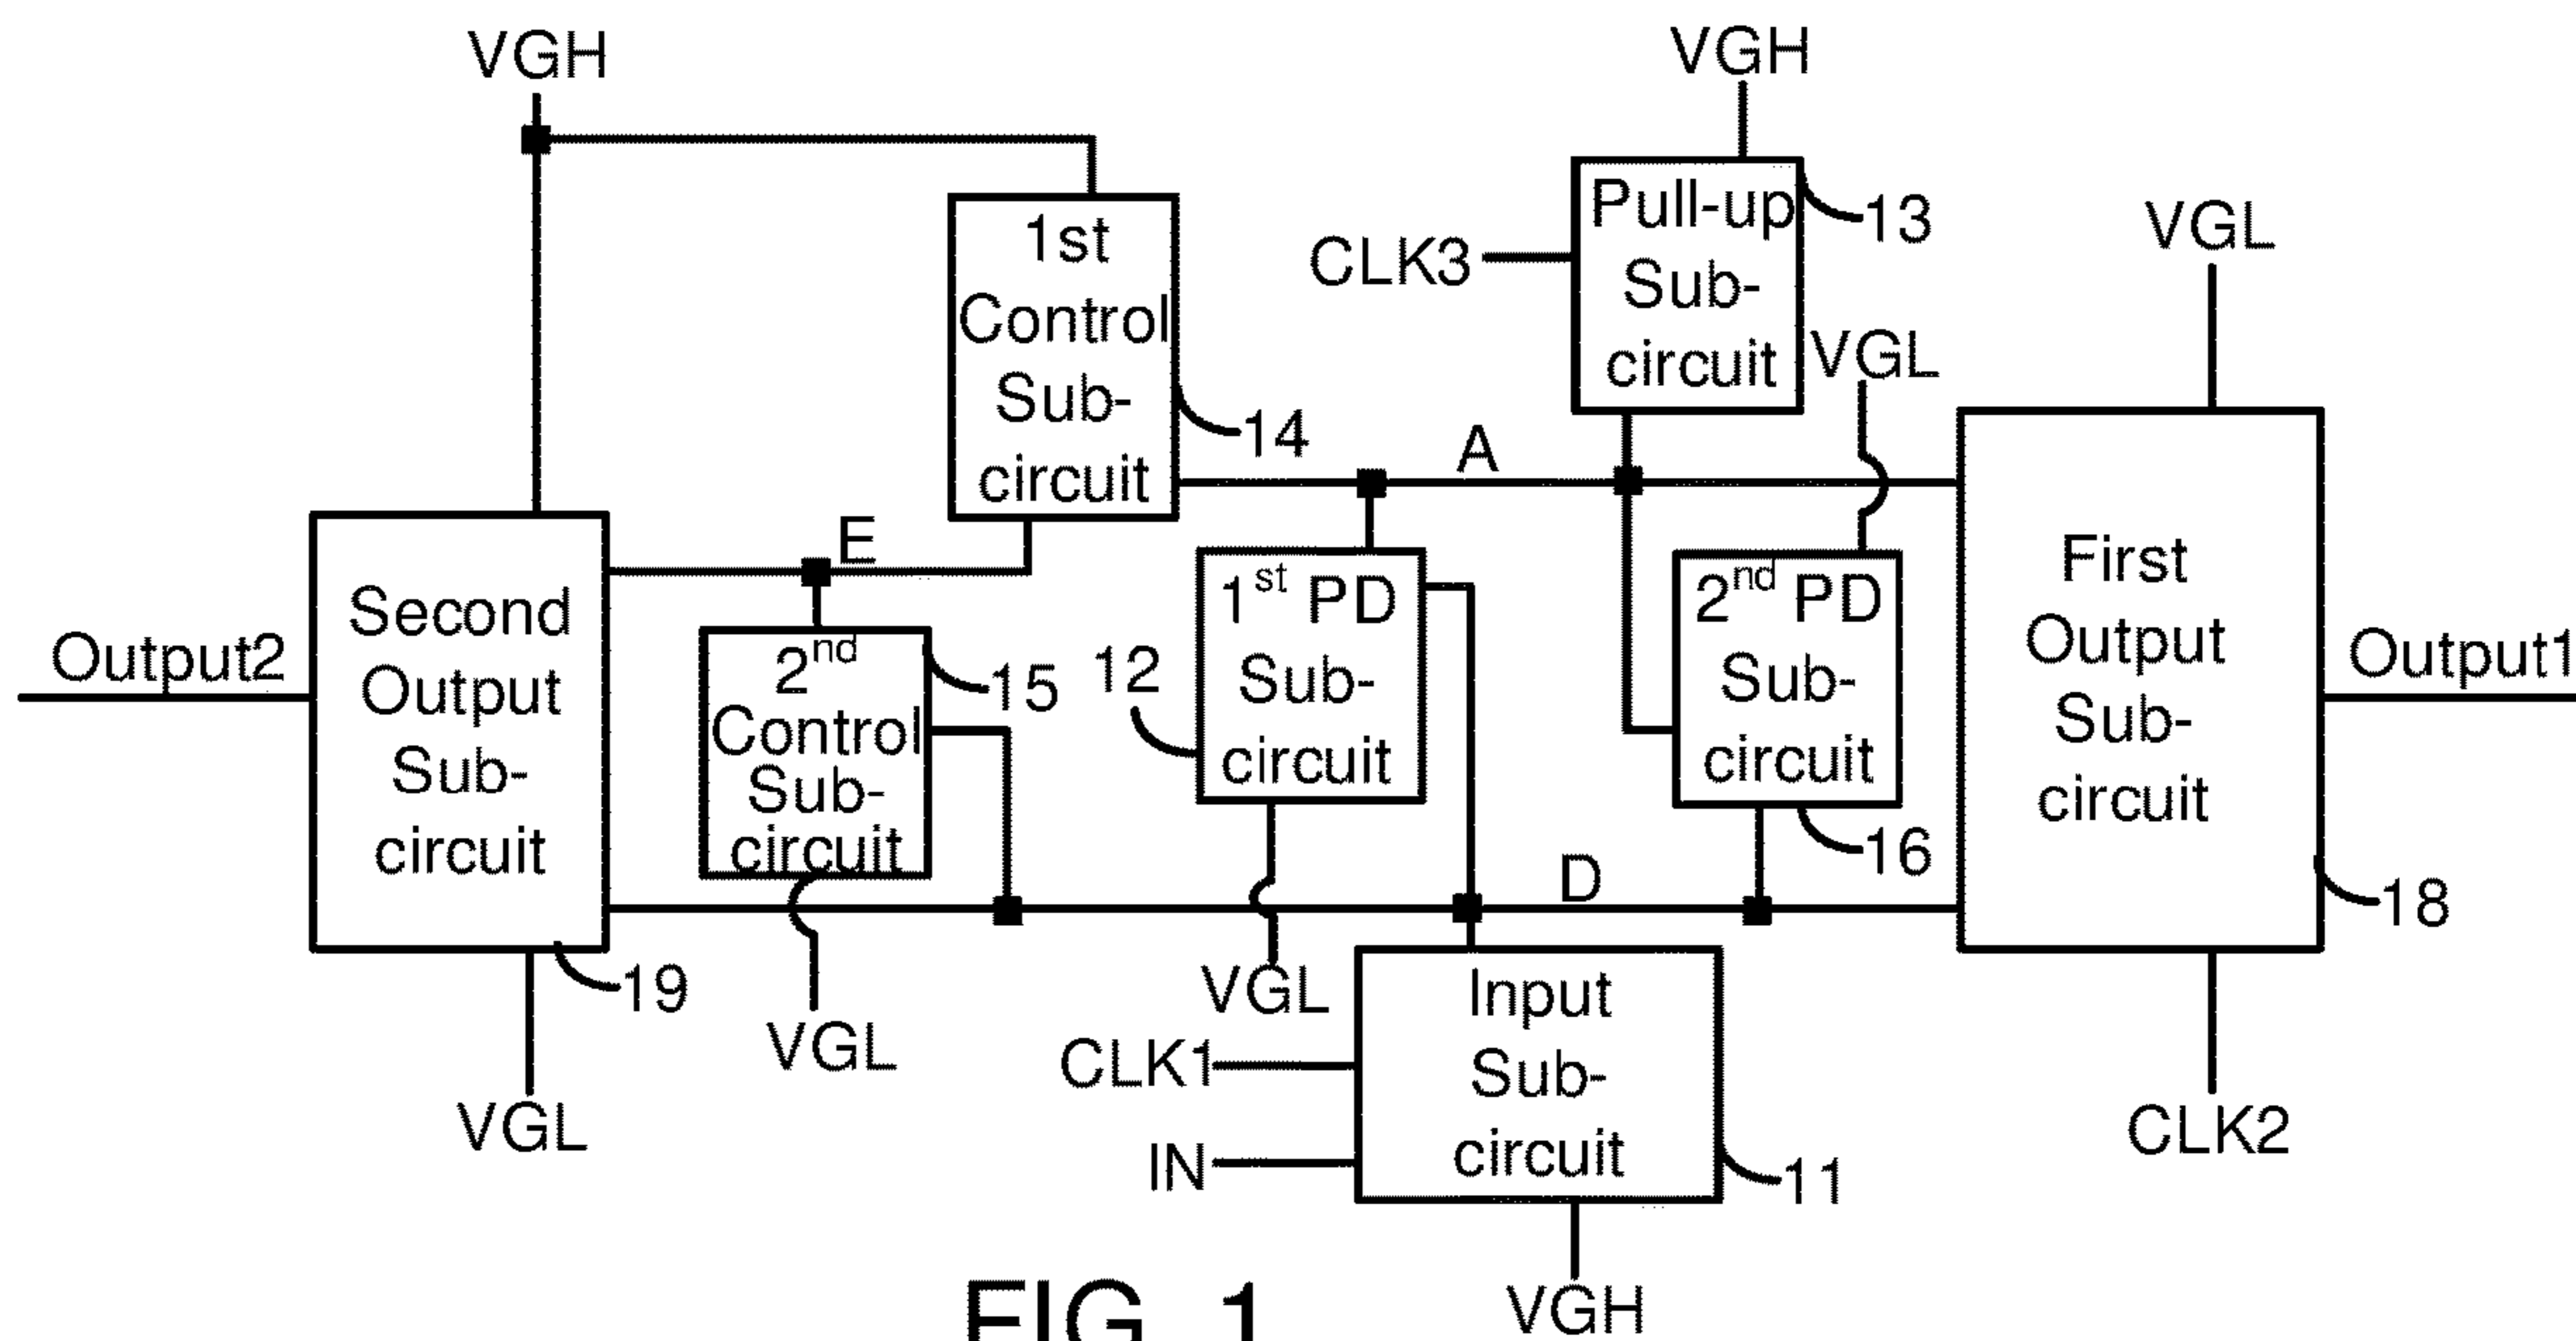 VGH
VGH
1st
Control
Sub-
circuit
14
Pull-up
Sub-
circuit
13
CLK3
VGL
VGL
A
E
Second
Output
Sub-
circuit
19
Output2
2nd
Control
Sub-
circuit
15
12
1st PD
Sub-
circuit
2nd PD
Sub-
circuit
16
First
Output
Sub-
circuit
18
Output1
D
VGL
VGL
VGL
CLK1
IN
Input
Sub-
circuit
11
CLK2
VGH
FIG. 1